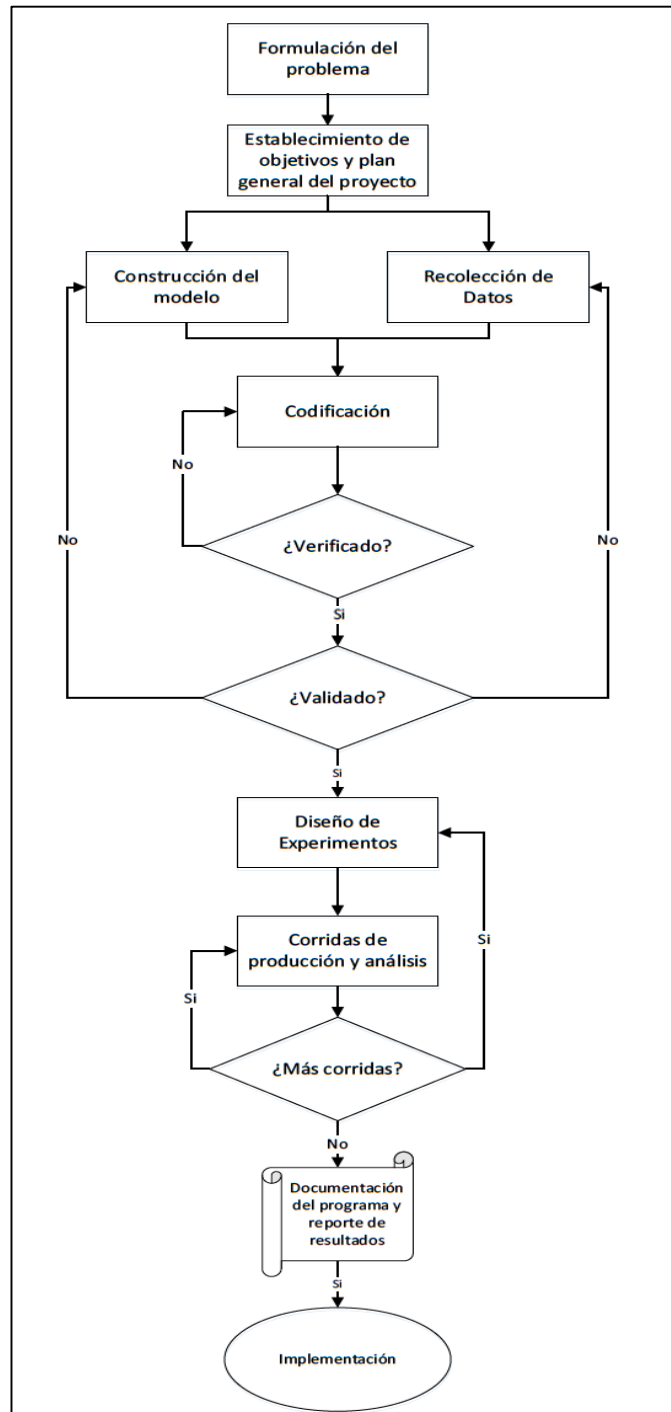 Formulación del
problema
Establecimiento de
objetivos y plan
general del proyecto
Construcción del
modelo
Recolección de
Datos
Codificación
No
¿Verificado?
No
No
Si
¿Validado?
Si
Diseño de
Experimentos
Corridas de
producción y análisis
Si
Si
¿Más corridas?
No
Documentación
del programa y
reporte de
resultados
Si
Implementación